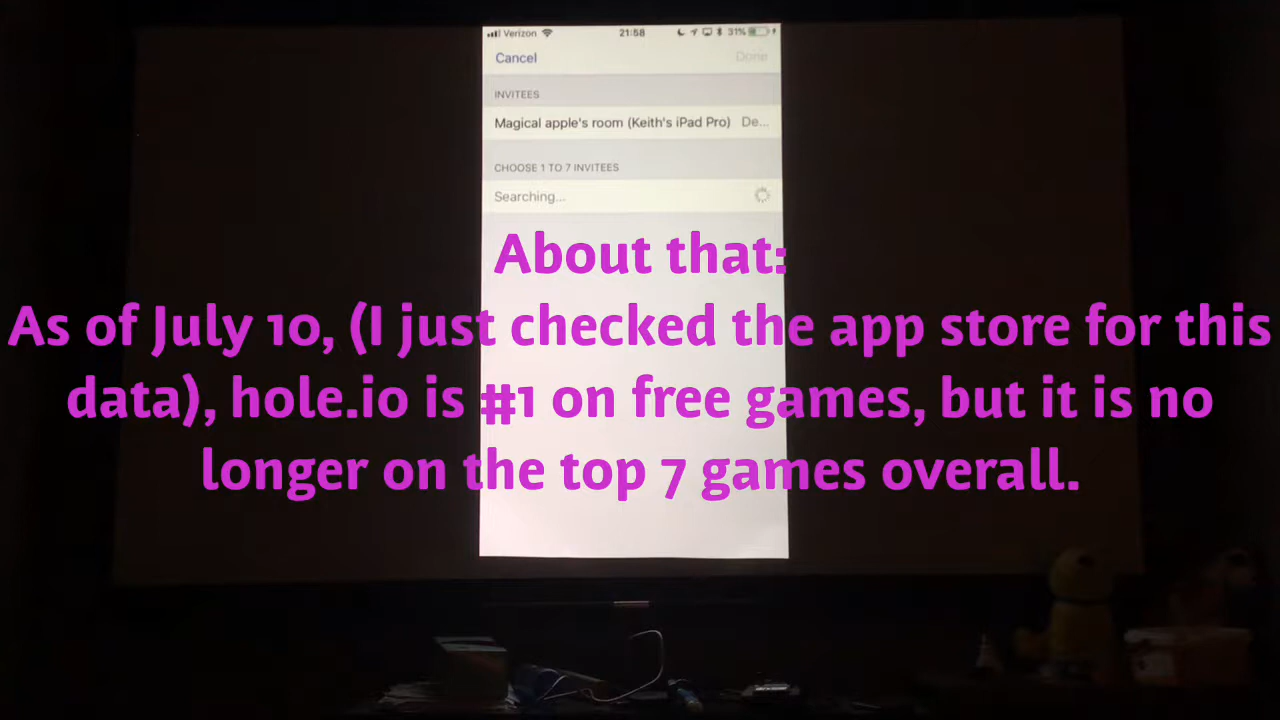 Verizon 21:58 31%
Cancel Done
INVITEES
Magical apple's room (Keith's iPad Pro) De...
CHOOSE 1 TO 7 INVITEES
Searching...
About that:
As of July 10, (I just checked the app store for this
data), hole.io is #1 on free games, but it is no
longer on the top 7 games overall.